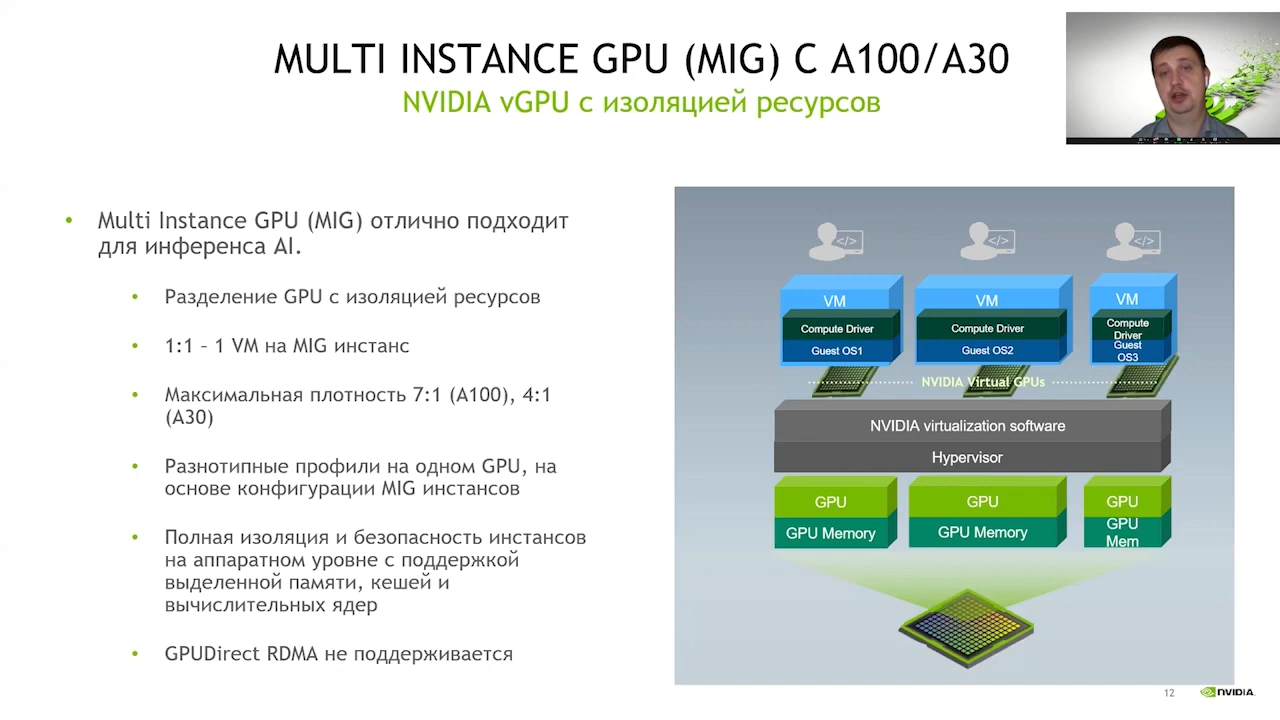 MULTI INSTANCE GPU (MIG) С A100/A30
NVIDIA vGPU с изоляцией ресурсов
• Multi Instance GPU (MIG) отлично подходит
для инференса AI.
• Разделение GPU с изоляцией ресурсов
• 1:1 – 1 VM на MIG инстанс
• Максимальная плотность 7:1 (A100), 4:1
(A30)
• Разнотипные профили на одном GPU, на
основе конфигурации MIG инстансов
• Полная изоляция и безопасность инстансов
на аппаратном уровне с поддержкой
выделенной памяти, кешей и
вычислительных ядер
• GPUDirect RDMA не поддерживается
</> </> </>
VM VM VM
Compute Driver Compute Driver Compute
Driver
Guest OS1 Guest OS2 Guest
OS3
NVIDIA Virtual GPUs
NVIDIA virtualization software
Hypervisor
GPU GPU GPU
GPU Memory GPU Memory GPU
Mem
12 NVIDIA.